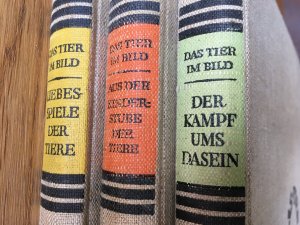 DAS TIER
IM BILD
LIEBES-
SPIELE
DER
TIERE
DAS TIER
IM BILD
AUS DER
KINDER-
STUBE
DER
TIERE
DAS TIER
IM BILD
DER
KAMPF
UMS
DASEIN